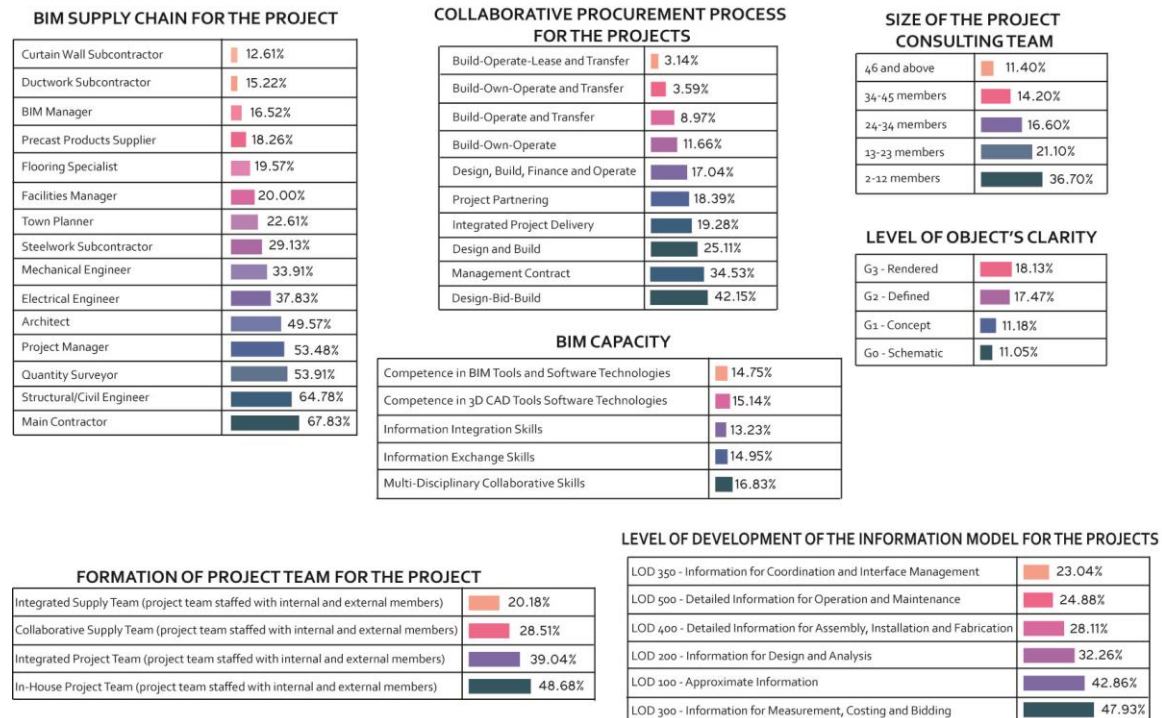 BIM SUPPLY CHAIN FOR THE PROJECT
Curtain Wall Subcontractor 12.61%
Ductwork Subcontractor 15.22%
BIM Manager 16.52%
Precast Products Supplier 18.26%
Flooring Specialist 19.57%
Facilities Manager 20.00%
Town Planner 22.61%
Steelwork Subcontractor 29.13%
Mechanical Engineer 33.91%
Electrical Engineer 37.83%
Architect 49.57%
Project Manager 53.48%
Quantity Surveyor 53.91%
Structural/Civil Engineer 64.78%
Main Contractor 67.83%
COLLABORATIVE PROCUREMENT PROCESS
FOR THE PROJECTS
Build-Operate-Lease and Transfer 3.14%
Build-Own-Operate and Transfer 3.59%
Build-Operate and Transfer 8.97%
Build-Own-Operate 11.66%
Design, Build, Finance and Operate 17.04%
Project Partnering 18.39%
Integrated Project Delivery 19.28%
Design and Build 25.11%
Management Contract 34.53%
Design-Bid-Build 42.15%
SIZE OF THE PROJECT
CONSULTING TEAM
46 and above 11.40%
34-45 members 14.20%
24-34 members 16.60%
13-23 members 21.10%
2-12 members 36.70%
LEVEL OF OBJECT'S CLARITY
G3 - Rendered 18.13%
G2 - Defined 17.47%
G1 - Concept 11.18%
G0 - Schematic 11.05%
BIM CAPACITY
Competence in BIM Tools and Software Technologies 14.75%
Competence in 3D CAD Tools Software Technologies 15.14%
Information Integration Skills 13.23%
Information Exchange Skills 14.95%
Multi-Disciplinary Collaborative Skills 16.83%
FORMATION OF PROJECT TEAM FOR THE PROJECT
Integrated Supply Team (project team staffed with internal and external members) 20.18%
Collaborative Supply Team (project team staffed with internal and external members) 28.51%
Integrated Project Team (project team staffed with internal and external members) 39.04%
In-House Project Team (project team staffed with internal and external members) 48.68%
LEVEL OF DEVELOPMENT OF THE INFORMATION MODEL FOR THE PROJECTS
LOD 350 - Information for Coordination and Interface Management 23.04%
LOD 500 - Detailed Information for Operation and Maintenance 24.88%
LOD 400 - Detailed Information for Assembly, Installation and Fabrication 28.11%
LOD 200 - Information for Design and Analysis 32.26%
LOD 100 - Approximate Information 42.86%
LOD 300 - Information for Measurement, Costing and Bidding 47.93%